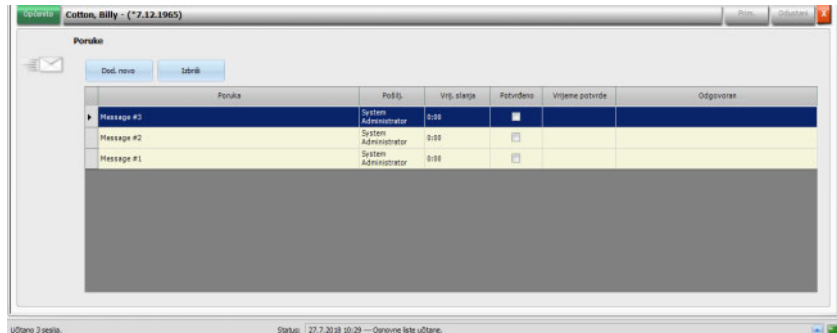 Općenito Cotton, Billy - (*7.12.1965) Prim. Odustani X
Poruke
Dod. novo Izbriši
Poruka Pošilj. Vrij. slanja Potvrđeno Vrijeme potvrde Odgovoran
Message #3 System Administrator 0:00
Message #2 System Administrator 0:00
Message #1 System Administrator 0:00
Učitano 3 sesija. Status: 27.7.2018 10:29 --- Osnovne liste učitane.